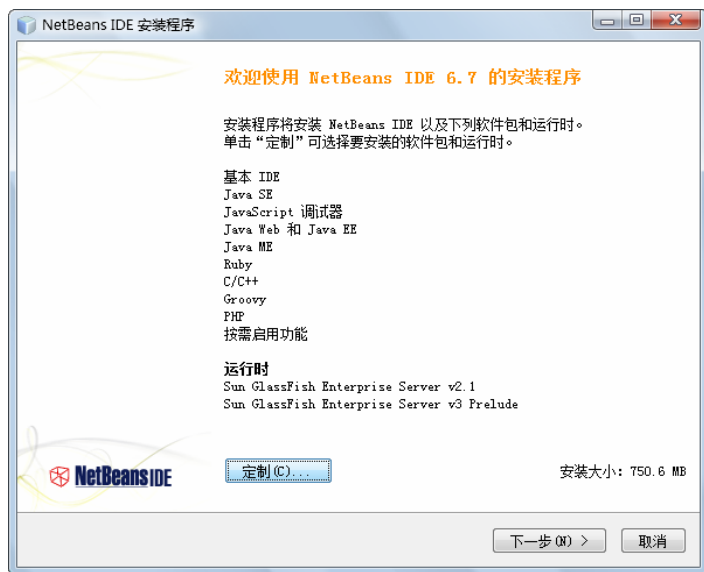 NetBeans IDE 安装程序
欢迎使用 NetBeans IDE 6.7 的安装程序
安装程序将安装 NetBeans IDE 以及下列软件包和运行时。
单击“定制”可选择要安装的软件包和运行时。
基本 IDE
Java SE
JavaScript 调试器
Java Web 和 Java EE
Java ME
Ruby
C/C++
Groovy
PHP
按需启用功能
运行时
Sun GlassFish Enterprise Server v2.1
Sun GlassFish Enterprise Server v3 Prelude
NetBeans IDE
定制(C)...
安装大小: 750.6 MB
下一步(N) >
取消